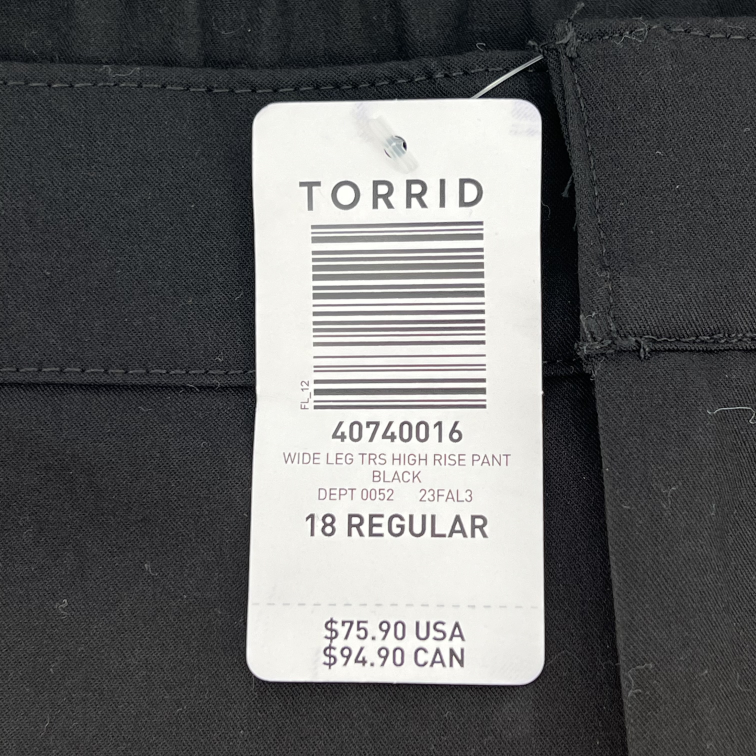 TORRID
FL_12
40740016
WIDE LEG TRS HIGH RISE PANT
BLACK
DEPT 0052 23FAL3
18 REGULAR
$75.90 USA
$94.90 CAN